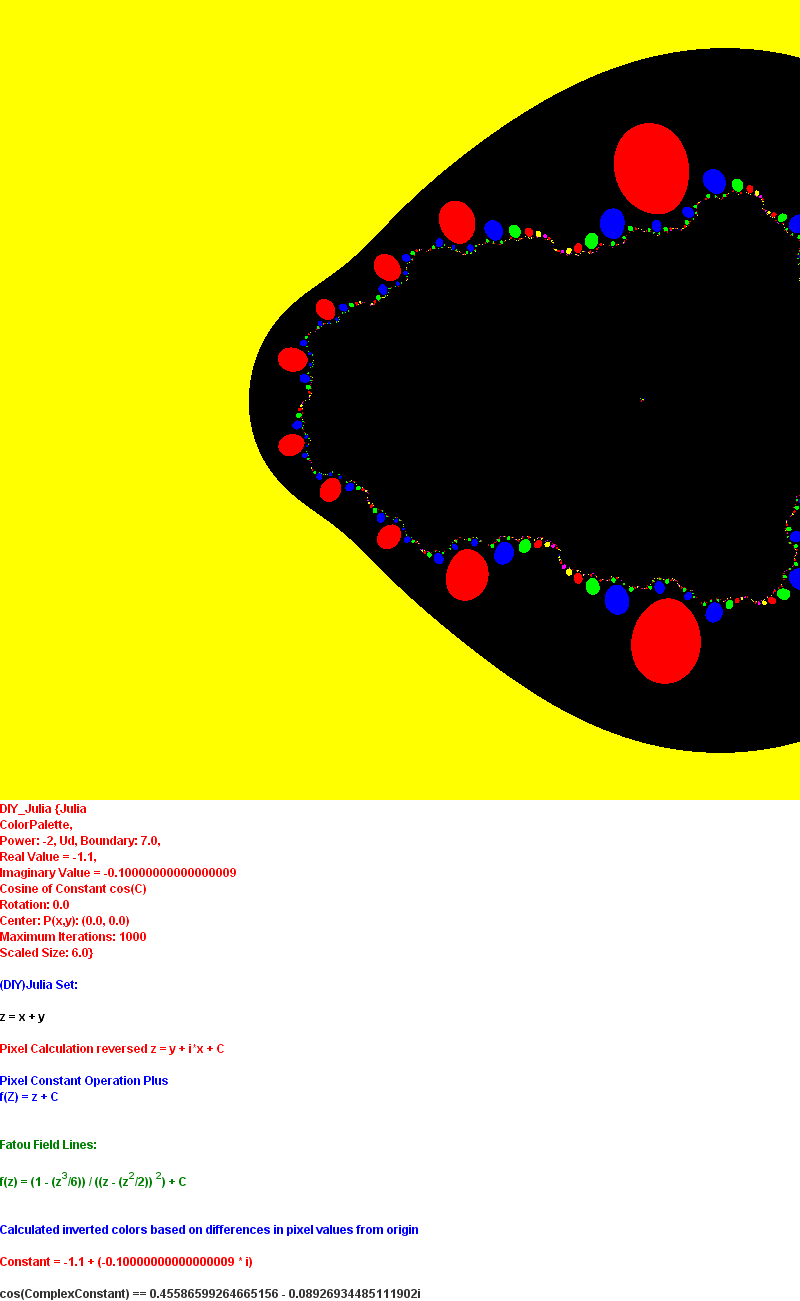 DIY_Julia {Julia
ColorPalette,
Power: -2, Ud, Boundary: 7.0,
Real Value = -1.1,
Imaginary Value = -0.10000000000000009
Cosine of Constant cos(C)
Rotation: 0.0
Center: P(x,y): (0.0, 0.0)
Maximum Iterations: 1000
Scaled Size: 6.0}
(DIY)Julia Set:
z = x + y
Pixel Calculation reversed z = y + i*x + C
Pixel Constant Operation Plus
f(Z) = z + C
Fatou Field Lines:
f(z) = (1 - (z³/6)) / ((z - (z²/2)) ²) + C
Calculated inverted colors based on differences in pixel values from origin
Constant = -1.1 + (-0.10000000000000009 * i)
cos(ComplexConstant) == 0.45586599264665156 - 0.08926934485111902i